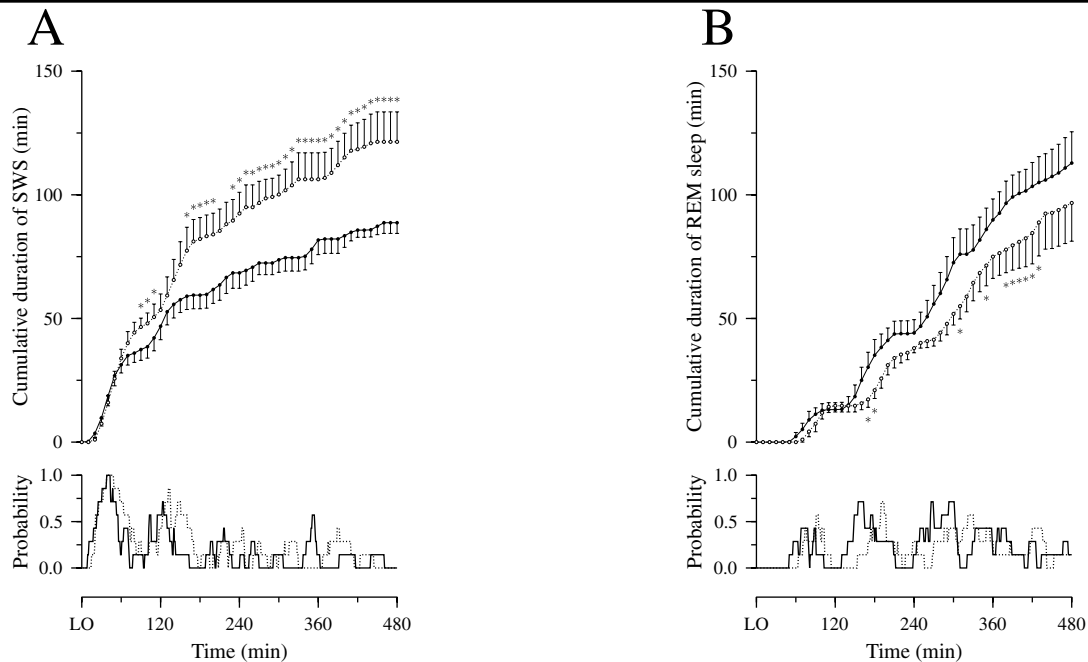 A
B
150
100
50
0
Cumulative duration of SWS (min)
150
100
50
0
Cumulative duration of REM sleep (min)
1.0
0.5
0.0
Probability
1.0
0.5
0.0
Probability
LO 120 240 360 480
Time (min)
LO 120 240 360 480
Time (min)